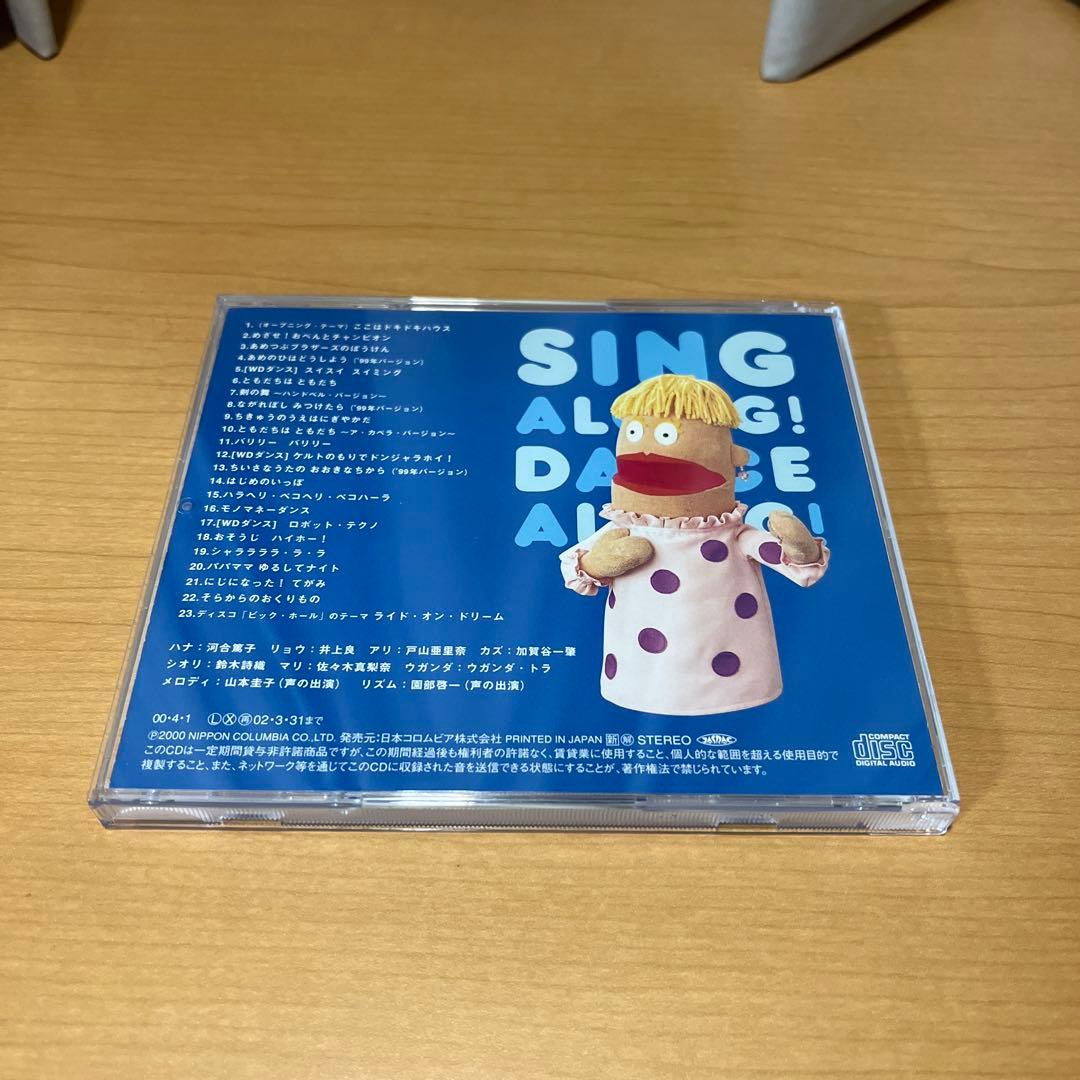 1.（オープニング・テーマ）ここはドキドキハウス
2.めざせ！おべんとチャンピオン
3.あめつぶブラザーズのぼうけん
4.あめのひはどうしよう（'99年バージョン）
5.[WDダンス] スイスイ スイミング
6.ともだちは ともだち
7.剣の舞 〜ハンドベル・バージョン〜
8.ながれぼし みつけたら（'99年バージョン）
9.ちきゅうのうえはにぎやかだ
10.ともだちは ともだち 〜ア・カペラ・バージョン〜
11.バリリー バリリー
12.[WDダンス] ケルトのもりでドンジャラホイ！
13.ちいさなうたの おおきなちから（'99年バージョン）
14.はじめのいっぽ
15.ハラヘリ・ペコヘリ・ペコハーラ
16.モノマネーダンス
17.[WDダンス] ロボット・テクノ
18.おそうじ ハイホー！
19.シャララララ・ラ・ラ
20.パパママ ゆるしてナイト
21.にじになった！ てがみ
22.そらからのおくりもの
23.ディスコ「ビック・ホール」のテーマ ライド・オン・ドリーム
SING
ALONG!
DANCE
ALONG!
ハナ：河合篤子 リョウ：井上良 アリ：戸山亜里奈 カズ：加賀谷一肇
シオリ：鈴木詩織 マリ：佐々木真梨奈 ウガンダ：ウガンダ・トラ
メロディ：山本圭子（声の出演） リズム：園部啓一（声の出演）
00・4・1 Ⓛ Ⓧ ㊥02・3・31まで
Ⓟ2000 NIPPON COLUMBIA CO.,LTD. 発売元：日本コロムビア株式会社 PRINTED IN JAPAN STEREO
このCDは一定期間貸与非許諾商品ですが、この期間経過後も権利者の許諾なく、賃貸業に使用すること、個人的な範囲を超える使用目的で
複製すること、また、ネットワーク等を通じてこのCDに収録された音を送信できる状態にすることが、著作権法で禁じられています。
COMPACT
disc
DIGITAL AUDIO